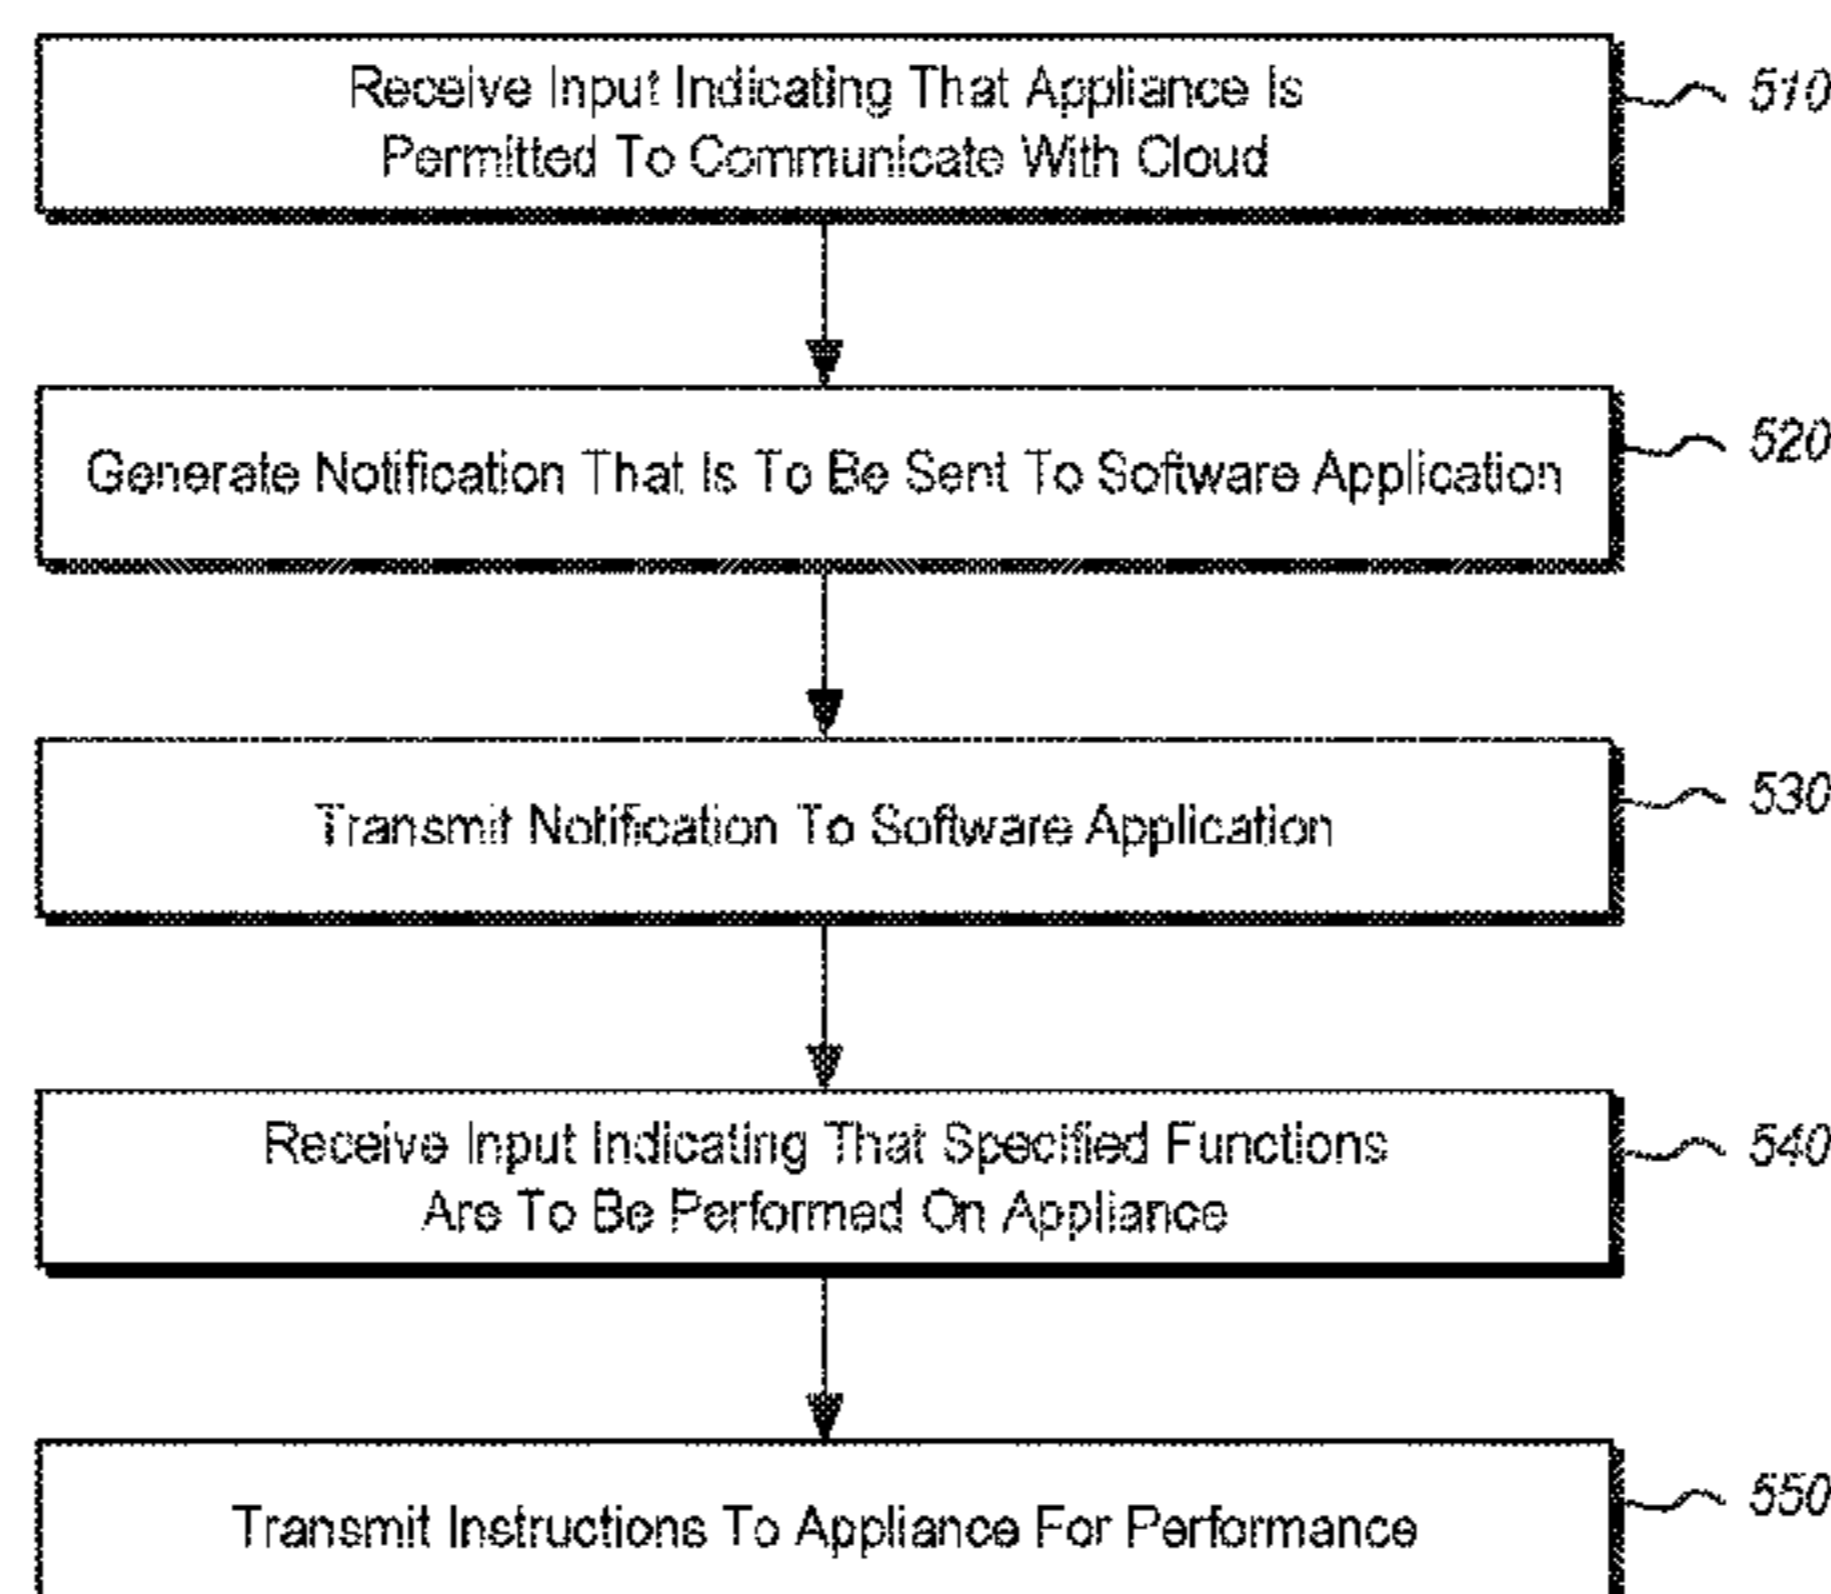 Receive Input Indicating That Appliance Is
Permitted To Communicate With Cloud
510
Generate Notification That Is To Be Sent To Software Application
520
Transmit Notification To Software Application
530
Receive Input Indicating That Specified Functions
Are To Be Performed On Appliance
540
Transmit Instructions To Appliance For Performance
550